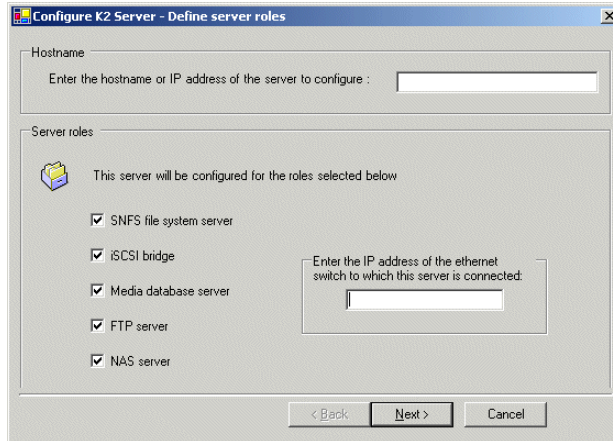 Configure K2 Server - Define server roles
Hostname
Enter the hostname or IP address of the server to configure :
Server roles
This server will be configured for the roles selected below
SNFS file system server
iSCSI bridge
Media database server
FTP server
NAS server
Enter the IP address of the ethernet
switch to which this server is connected:
< Back
Next >
Cancel